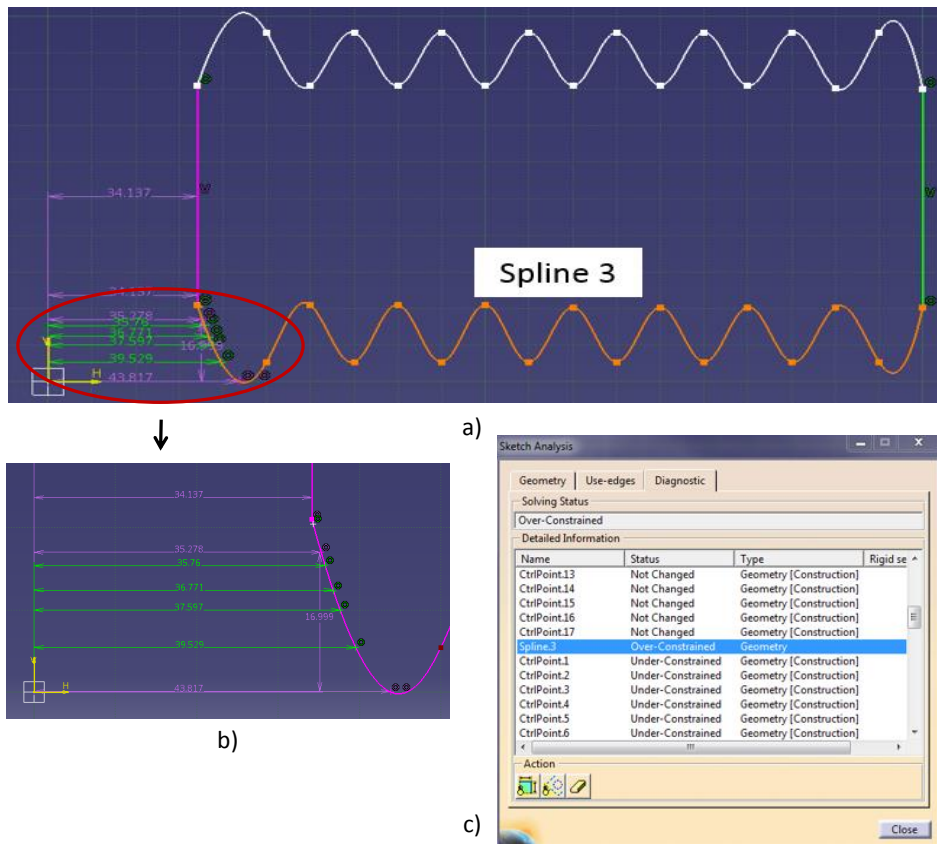 34.137
Spline 3
34.137
35.278
35.76
36.771
37.597
16.999
39.529
43.817
V
V
V
H
a)
34.137
35.278
35.76
36.771
37.597
16.999
39.529
43.817
V
H
b)
Sketch Analysis
Geometry Use-edges Diagnostic
Solving Status
Over-Constrained
Detailed Information
Name Status Type Rigid se
CtrlPoint.13 Not Changed Geometry [Construction]
CtrlPoint.14 Not Changed Geometry [Construction]
CtrlPoint.15 Not Changed Geometry [Construction]
CtrlPoint.16 Not Changed Geometry [Construction]
CtrlPoint.17 Not Changed Geometry [Construction]
Spline.3 Over-Constrained Geometry
CtrlPoint.1 Under-Constrained Geometry [Construction]
CtrlPoint.2 Under-Constrained Geometry [Construction]
CtrlPoint.3 Under-Constrained Geometry [Construction]
CtrlPoint.4 Under-Constrained Geometry [Construction]
CtrlPoint.5 Under-Constrained Geometry [Construction]
CtrlPoint.6 Under-Constrained Geometry [Construction]
Action
Close
c)